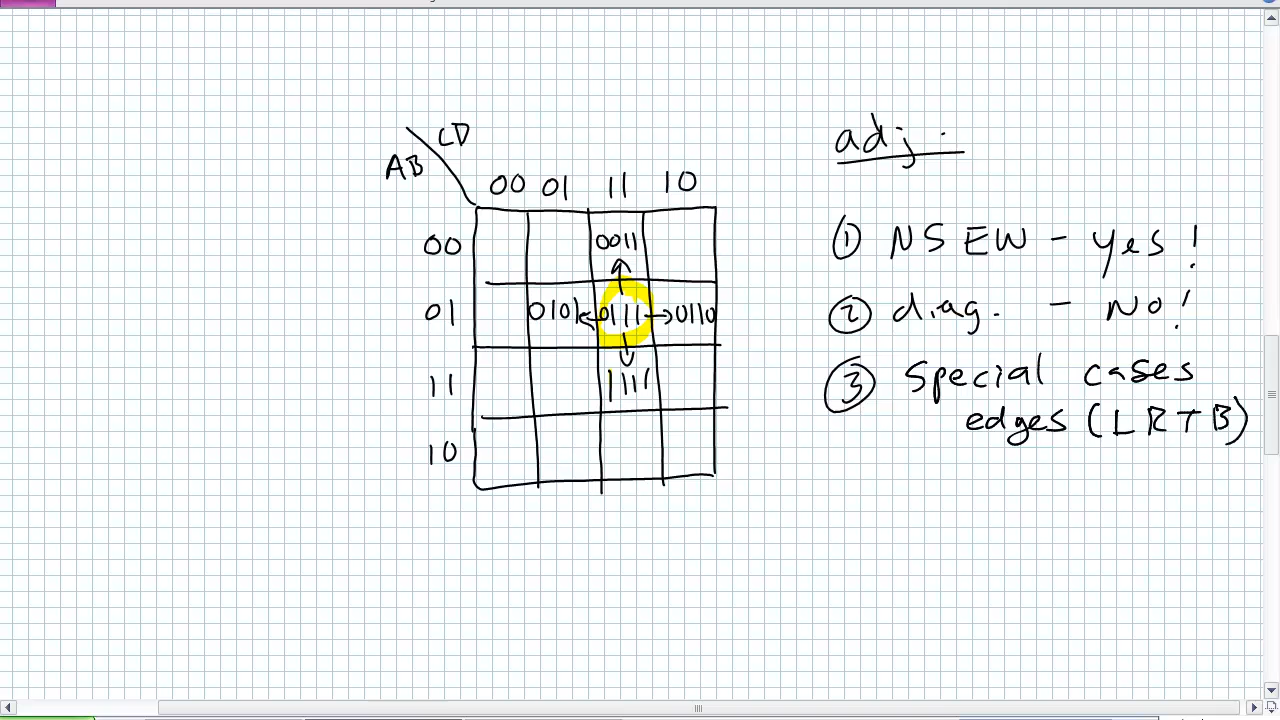 CD
AB
00 01 11 10
00 0011
01 0101 0111 0110
11 1111
10
adj.
① NSEW - yes!
② diag. - No!
③ special cases
edges (LRTB)